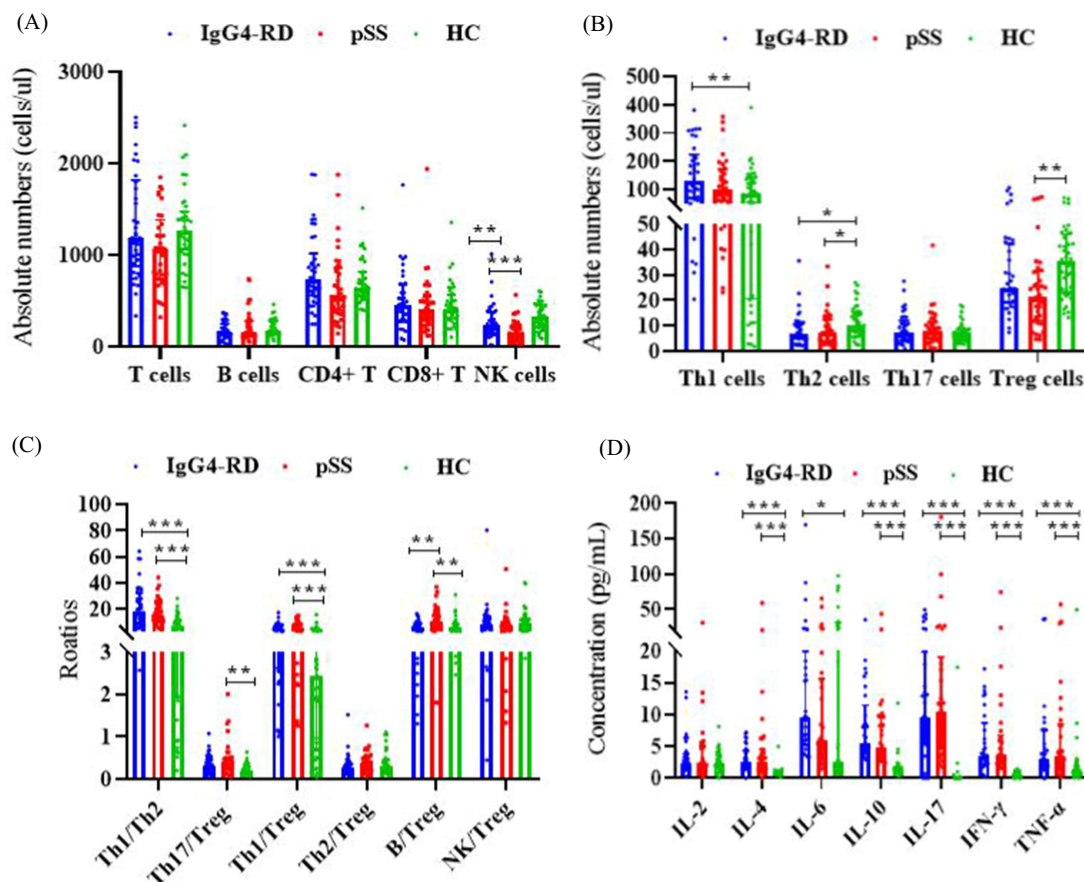 (A)
IgG4-RD pSS HC
Absolute numbers (cells/ul)
3000
2000
1000
0
** 
***
T cells B cells CD4+ T CD8+ T NK cells
(B)
IgG4-RD pSS HC
Absolute numbers (cells/ul)
500
400
300
200
100
50
40
30
20
10
0
**
*
*
**
Th1 cells Th2 cells Th17 cells Treg cells
(C)
IgG4-RD pSS HC
Roatios
100
80
60
40
20
3
2
1
0
***
***
**
***
***
** **
Th1/Th2 Th17/Treg Th1/Treg Th2/Treg B/Treg NK/Treg
(D)
IgG4-RD pSS HC
Concentration (pg/mL)
200
150
100
50
20
15
10
5
0
*** * *** *** *** ***
*** *** *** *** ***
IL-2 IL-4 IL-6 IL-10 IL-17 IFN-γ TNF-α